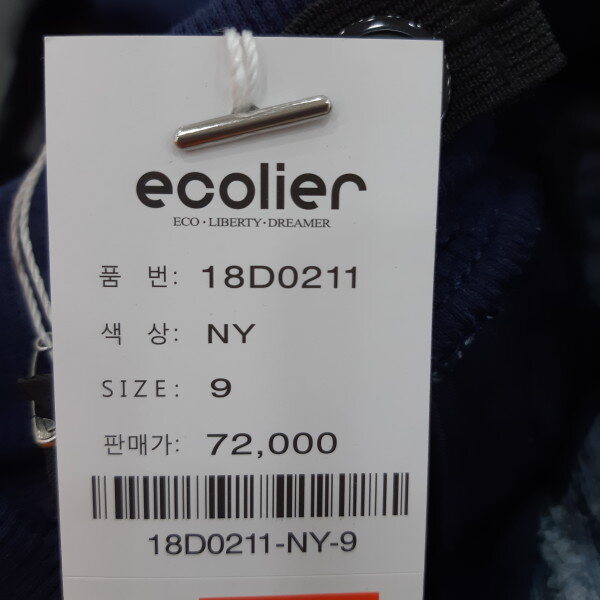 ecolier
ECO·LIBERTY·DREAMER
품 번: 18D0211
색 상: NY
SIZE: 9
판매가: 72,000
18D0211-NY-9